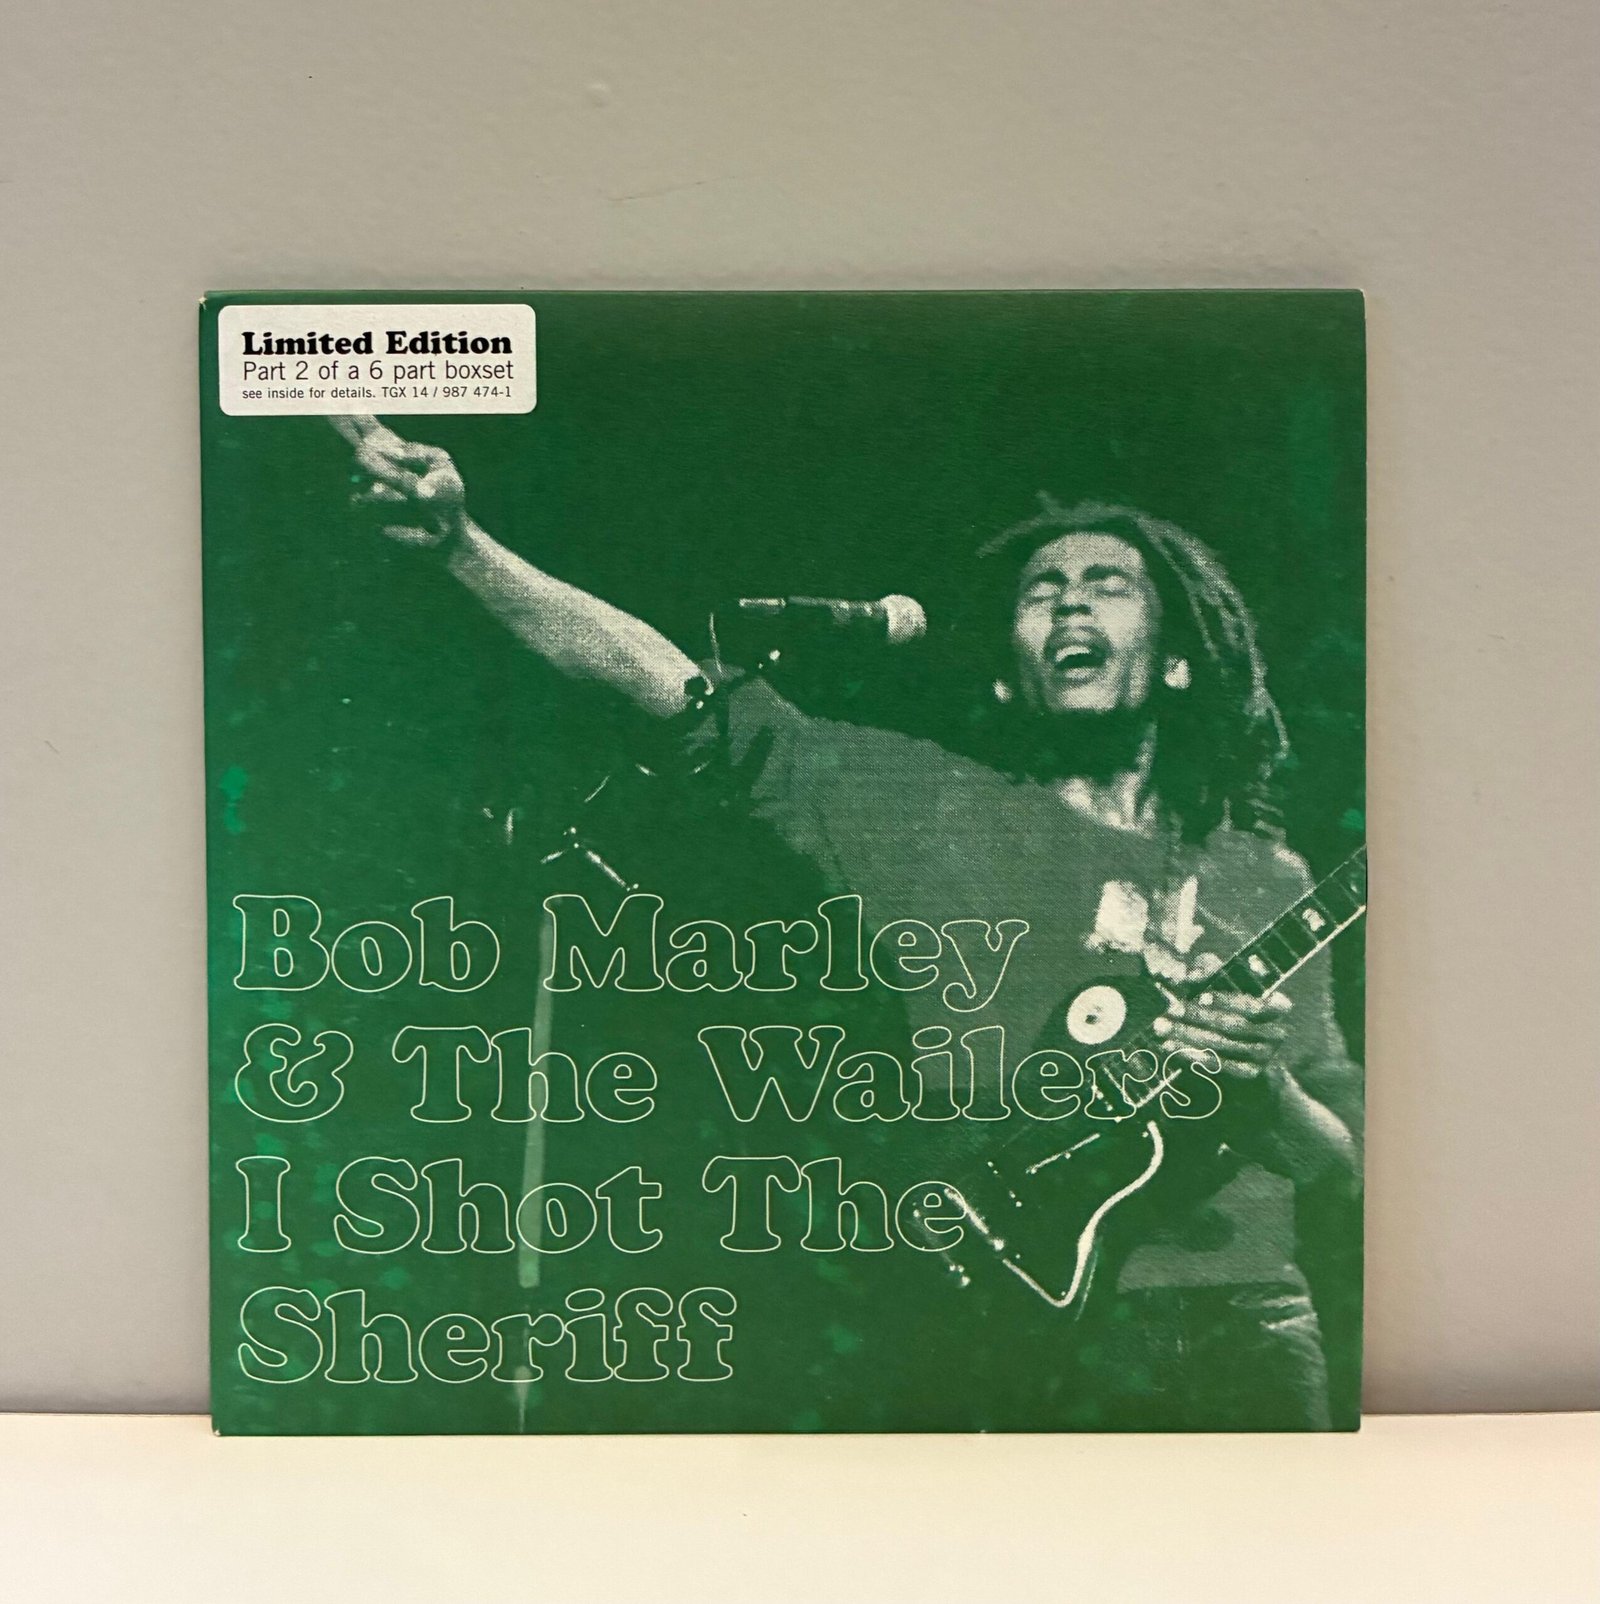 Limited Edition
Part 2 of a 6 part boxset
see inside for details. TGX 14 / 987 474-1
Bob Marley
& The Wailers
I Shot The
Sheriff